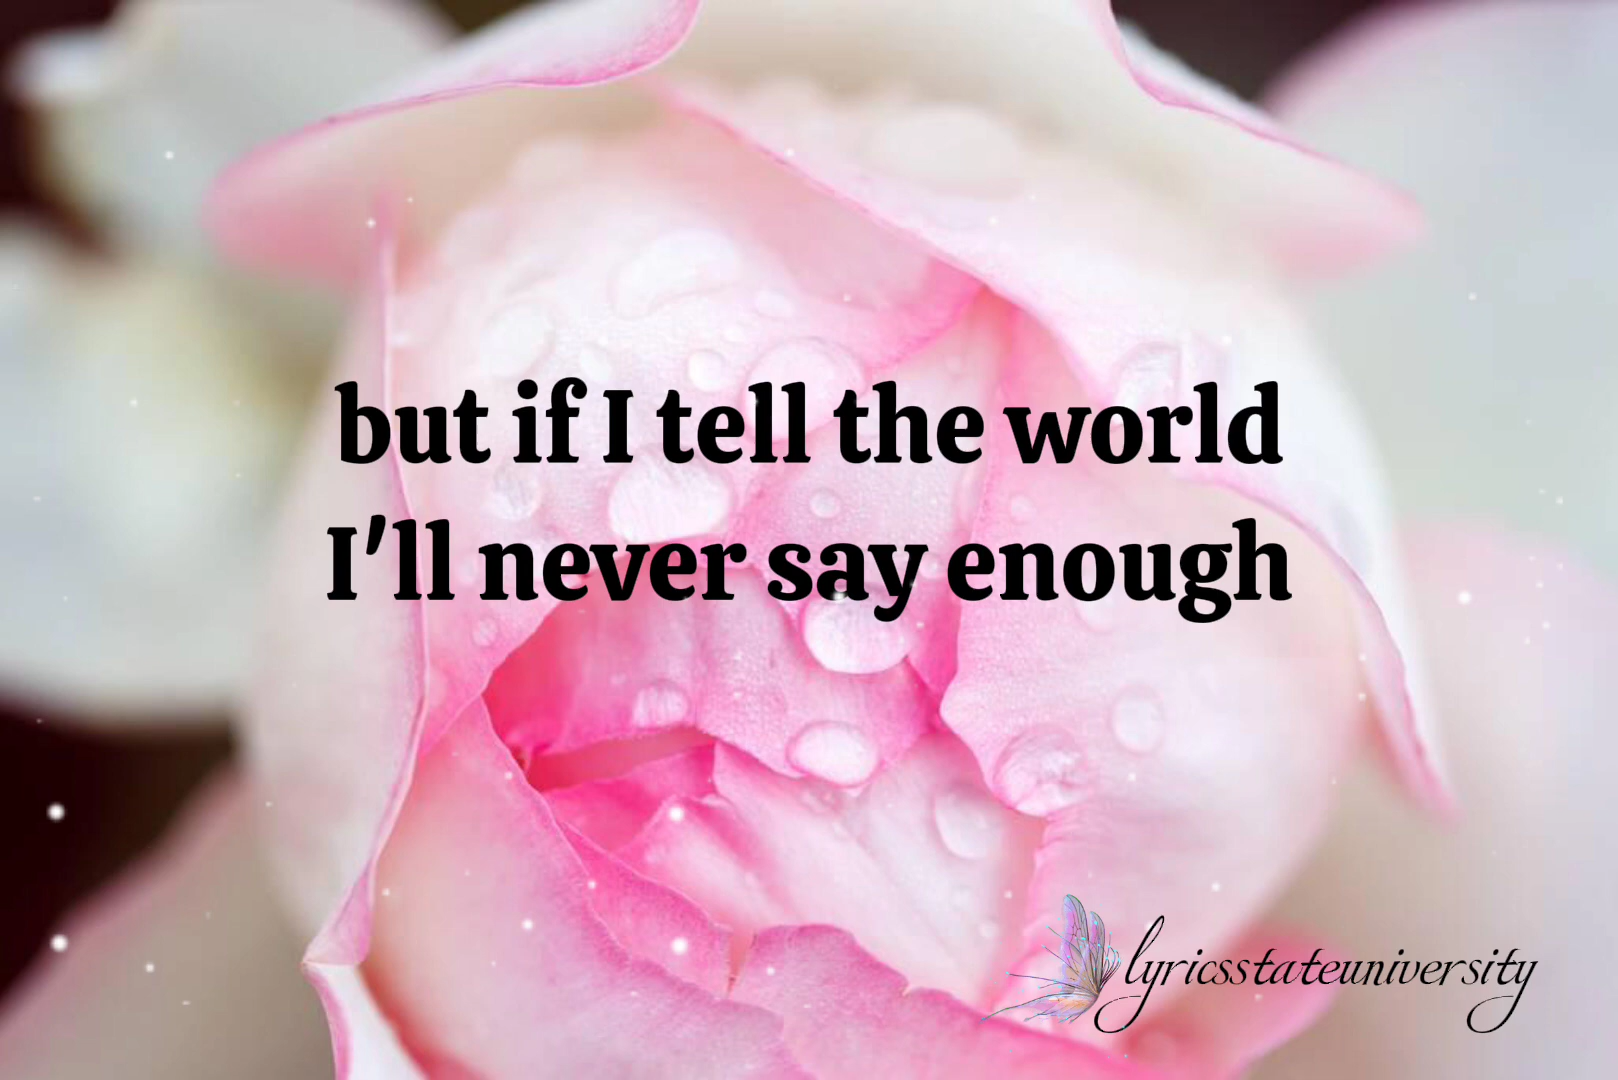 but if I tell the world
I'll never say enough
lyricsstateuniversity